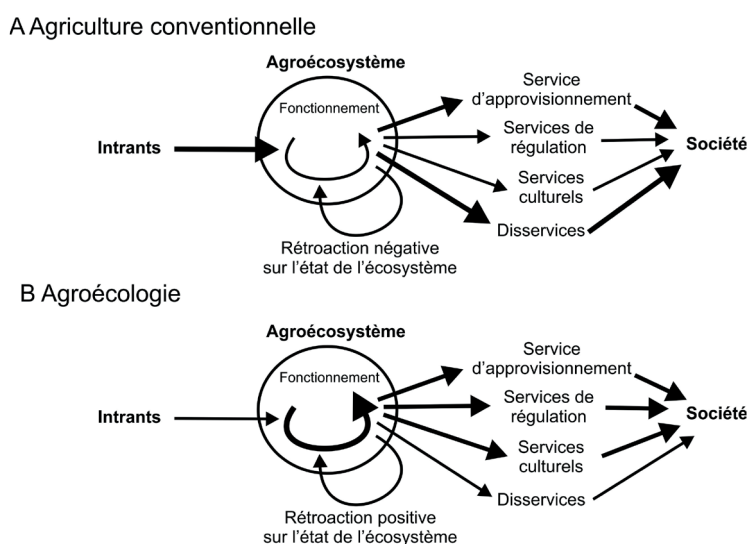 A Agriculture conventionnelle
Agroécosystème
Fonctionnement
Intrants
Service
d'approvisionnement
Services de
régulation
Services
culturels
Disservices
Société
Rétroaction négative
sur l'état de l'écosystème
B Agroécologie
Agroécosystème
Fonctionnement
Intrants
Service
d'approvisionnement
Services de
régulation
Services
culturels
Disservices
Société
Rétroaction positive
sur l'état de l'écosystème